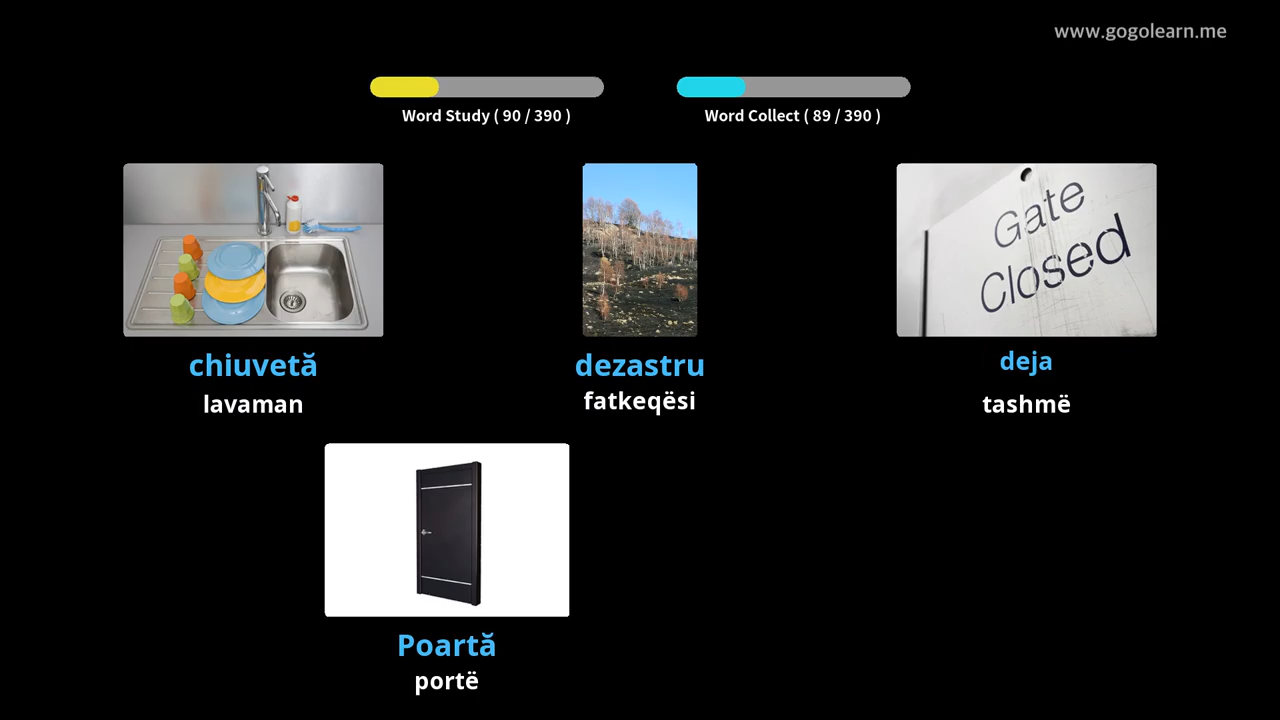 www.gogolearn.me
Word Study ( 90 / 390 )
Word Collect ( 89 / 390 )
Gate
Closed
chiuvetă
lavaman
dezastru
fatkeqësi
deja
tashmë
Poartă
portë